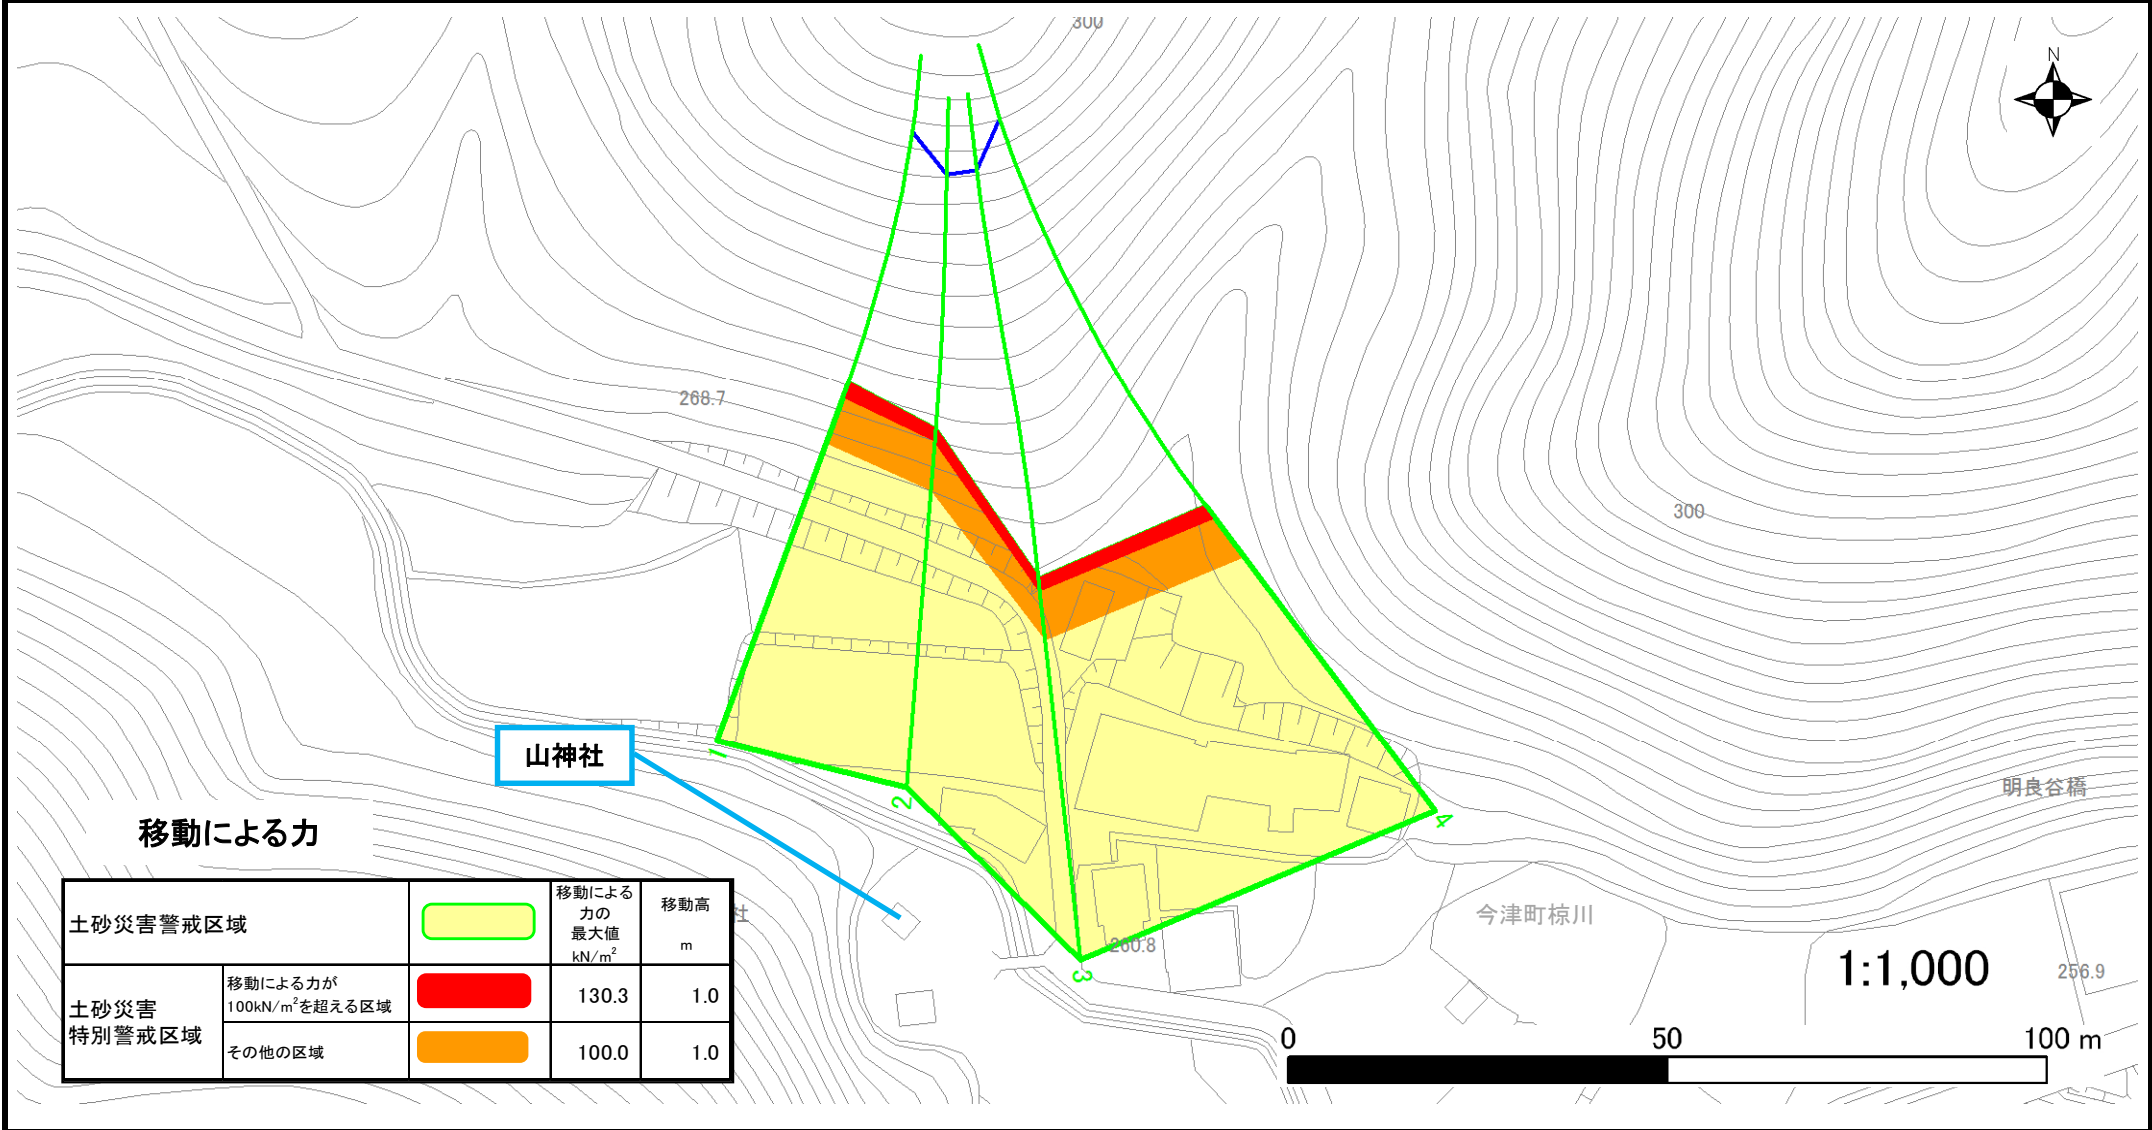 300
N
268.7
300
山神社
1
2
3
4
明良谷橋
移動による力
土砂災害警戒区域
移動による
力の
最大値
kN/m²
移動高
m
社
土砂災害
特別警戒区域
移動による力が
100kN/m²を超える区域
130.3
1.0
その他の区域
100.0
1.0
260.8
今津町椋川
1:1,000
256.9
0
50
100 m